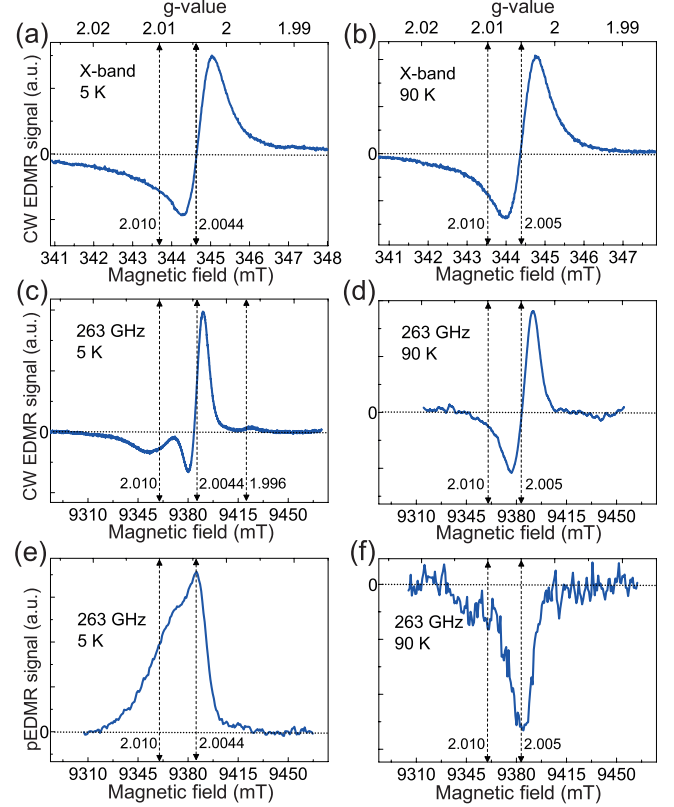 g-value
g-value
2.02 2.01 2 1.99
2.02 2.01 2 1.99
(a)
X-band
5 K
CW EDMR signal (a.u.)
0
2.010
2.0044
341 342 343 344 345 346 347 348
Magnetic field (mT)
(b)
X-band
90 K
0
2.010
2.005
341 342 343 344 345 346 347
Magnetic field (mT)
(c)
263 GHz
5 K
CW EDMR signal (a.u.)
0
2.010
2.0044
1.996
9310 9345 9380 9415 9450
Magnetic field (mT)
(d)
263 GHz
90 K
0
2.010
2.005
9310 9345 9380 9415 9450
Magnetic field (mT)
(e)
263 GHz
5 K
pEDMR signal (a.u.)
0
2.010
2.0044
9310 9345 9380 9415 9450
Magnetic field (mT)
(f)
0
263 GHz
90 K
2.010
2.005
9310 9345 9380 9415 9450
Magnetic field (mT)